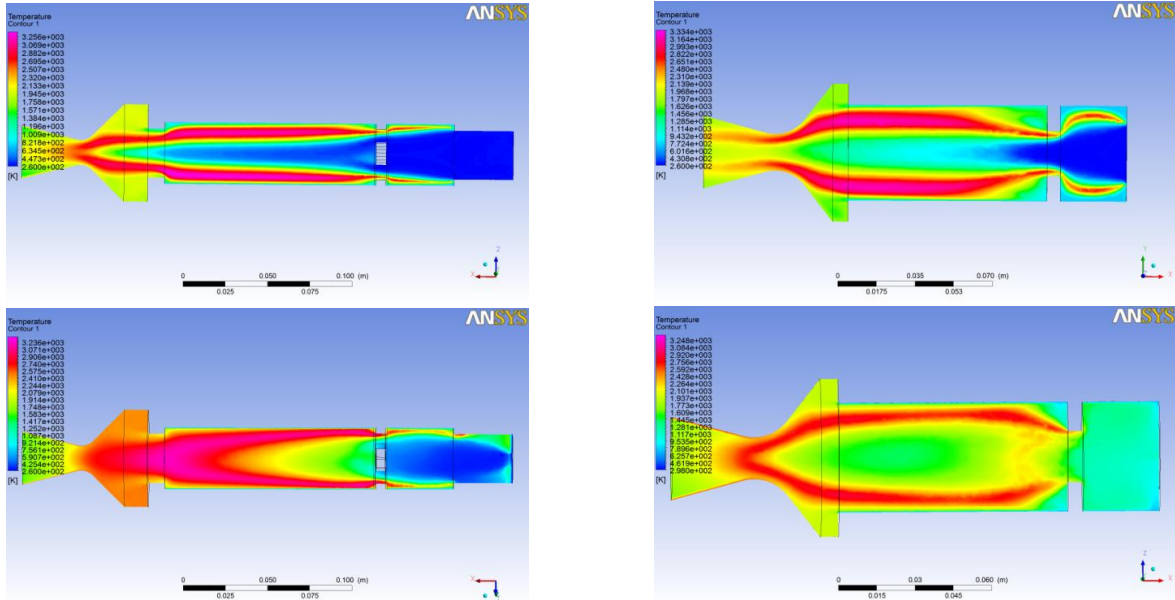 Temperature
Contour 1
ANSYS
3.256e+003
3.069e+003
2.882e+003
2.695e+003
2.507e+003
2.320e+003
2.133e+003
1.945e+003
1.758e+003
1.571e+003
1.384e+003
1.196e+003
1.009e+003
8.218e+002
6.345e+002
4.473e+002
2.600e+002
[K]
Z
X
0 0.050 0.100 (m)
0.025 0.075
Temperature
Contour 1
ANSYS
3.334e+003
3.164e+003
2.993e+003
2.822e+003
2.651e+003
2.480e+003
2.310e+003
2.139e+003
1.968e+003
1.797e+003
1.626e+003
1.456e+003
1.285e+003
1.114e+003
9.432e+002
7.724e+002
6.016e+002
4.308e+002
2.600e+002
[K]
Y
X
0 0.035 0.070 (m)
0.0175 0.053
Temperature
Contour 1
ANSYS
3.236e+003
3.071e+003
2.906e+003
2.740e+003
2.575e+003
2.410e+003
2.244e+003
2.079e+003
1.914e+003
1.748e+003
1.583e+003
1.417e+003
1.252e+003
1.087e+003
9.214e+002
7.561e+002
5.907e+002
4.254e+002
2.600e+002
[K]
X
0 0.050 0.100 (m)
0.025 0.075
Temperature
Contour 1
ANSYS
3.248e+003
3.084e+003
2.920e+003
2.756e+003
2.592e+003
2.428e+003
2.264e+003
2.101e+003
1.937e+003
1.773e+003
1.609e+003
1.445e+003
1.281e+003
1.117e+003
9.535e+002
7.896e+002
6.257e+002
4.619e+002
2.980e+002
[K]
Z
X
0 0.03 0.060 (m)
0.015 0.045